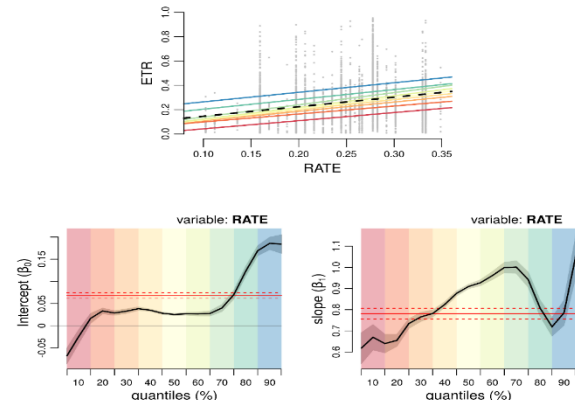 1.0
0.8
0.6
0.4
0.2
0.0
ETR
0.10 0.15 0.20 0.25 0.30 0.35
RATE
variable: RATE
0.15
0.05
0
-0.05
Intercept (β₀)
10 20 30 40 50 60 70 80 90
quantiles (%)
variable: RATE
1.1
1.0
0.9
0.8
0.7
0.6
slope (β₁)
10 20 30 40 50 60 70 80 90
quantiles (%)